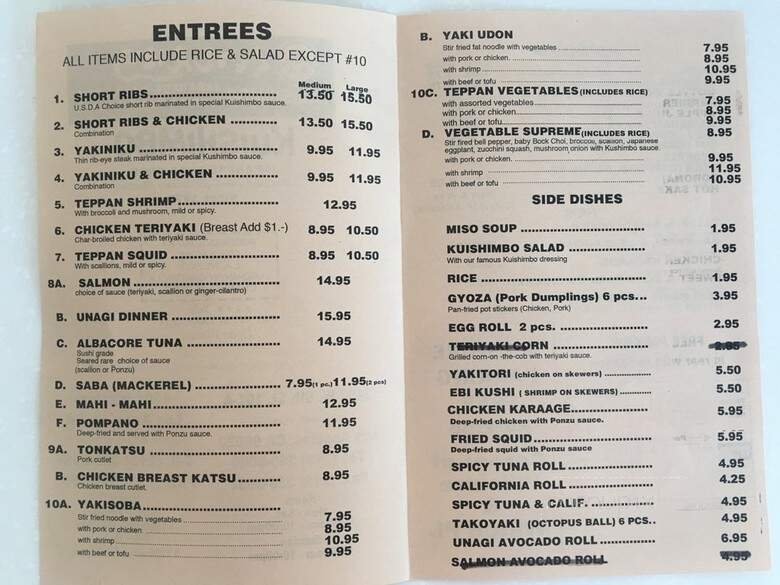 ENTREES
ALL ITEMS INCLUDE RICE & SALAD EXCEPT #10
Medium Large
1. SHORT RIBS 13.50 15.50
U.S.D.A Choice short rib marinated in special Kuishimbo sauce.
2. SHORT RIBS & CHICKEN 13.50 15.50
Combination
3. YAKINIKU 9.95 11.95
Thin rib-eye steak marinated in special Kushimbo sauce.
4. YAKINIKU & CHICKEN 9.95 11.95
Combination
5. TEPPAN SHRIMP 12.95
With broccoli and mushroom, mild or spicy.
6. CHICKEN TERIYAKI (Breast Add $1.-) 8.95 10.50
Char-broiled chicken with teriyaki sauce.
7. TEPPAN SQUID 8.95 10.50
With scallions, mild or spicy.
8A. SALMON 14.95
choice of sauce (teriyaki, scallion or ginger-cilantro)
B. UNAGI DINNER 15.95
C. ALBACORE TUNA 14.95
Sushi grade
Seared rare choice of sauce
(scallion or Ponzu)
D. SABA (MACKEREL) 7.95(1 pc.) 11.95(2 pcs)
E. MAHI - MAHI 12.95
F. POMPANO 11.95
Deep-fried and served with Ponzu sauce.
9A. TONKATSU 8.95
Pork cutlet
B. CHICKEN BREAST KATSU 8.95
Chicken breast cutlet.
10A. YAKISOBA
Stir fried noodle with vegetables 7.95
with pork or chicken 8.95
with shrimp 10.95
with beef or tofu 9.95
B. YAKI UDON
Stir fried fat noodle with vegetables 7.95
with pork or chicken. 8.95
with shrimp 10.95
with beef or tofu 9.95
10C. TEPPAN VEGETABLES(INCLUDES RICE)
with assorted vegetables 7.95
with pork or chicken 8.95
with beef or tofu 9.95
D. VEGETABLE SUPREME(INCLUDES RICE) 8.95
Stir fired bell pepper, baby Bock Choi, broccoli, scallion, Japanese
eggplant, zucchini squash, mushroom onion with Kushimbo sauce
with pork or chicken. 9.95
with shrimp 11.95
with beef or tofu 10.95
SIDE DISHES
MISO SOUP 1.95
KUISHIMBO SALAD 1.95
With our famous Kuishimbo dressing
RICE 1.95
GYOZA (Pork Dumplings) 6 pcs... 3.95
Pan-fried pot stickers (Chicken, Pork)
EGG ROLL 2 pcs. 2.95
TERIYAKI CORN
Grilled corn-on -the-cob with teriyaki sauce.
YAKITORI (chicken on skewers) 5.50
EBI KUSHI ( SHRIMP ON SKEWERS) 5.50
CHICKEN KARAAGE 5.95
Deep-fried chicken with Ponzu sauce.
FRIED SQUID 5.95
Deep-fried squid with Ponzu sauce
SPICY TUNA ROLL 4.95
CALIFORNIA ROLL 4.25
SPICY TUNA & CALIF. 4.95
TAKOYAKI (OCTOPUS BALL) 6 PCS.. 4.95
UNAGI AVOCADO ROLL 6.95
SALMON AVOCADO ROLL 4.95